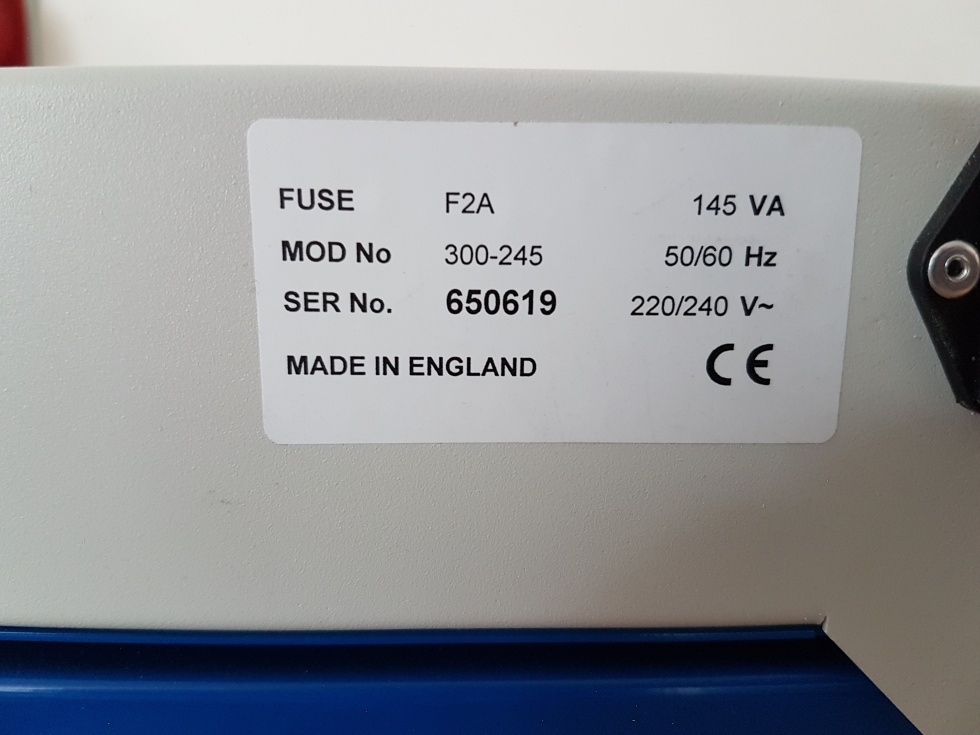 FUSE F2A 145 VA
MOD No 300-245 50/60 Hz
SER No. 650619 220/240 V~
MADE IN ENGLAND CE